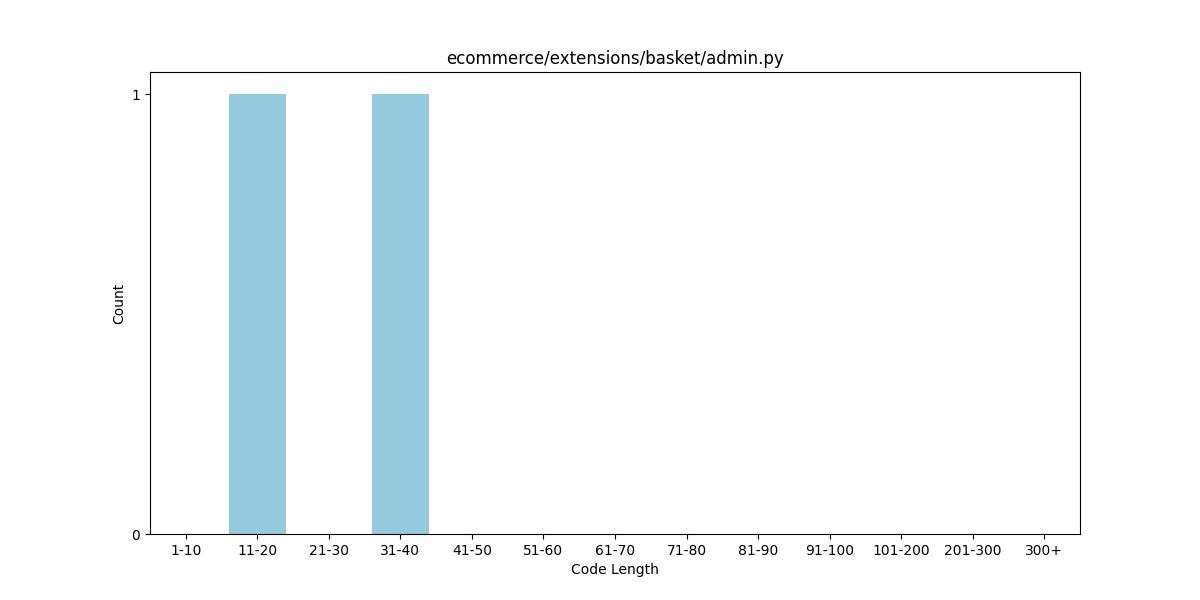 ecommerce/extensions/basket/admin.py
1
Count
0
1-10 11-20 21-30 31-40 41-50 51-60 61-70 71-80 81-90 91-100 101-200 201-300 300+
Code Length